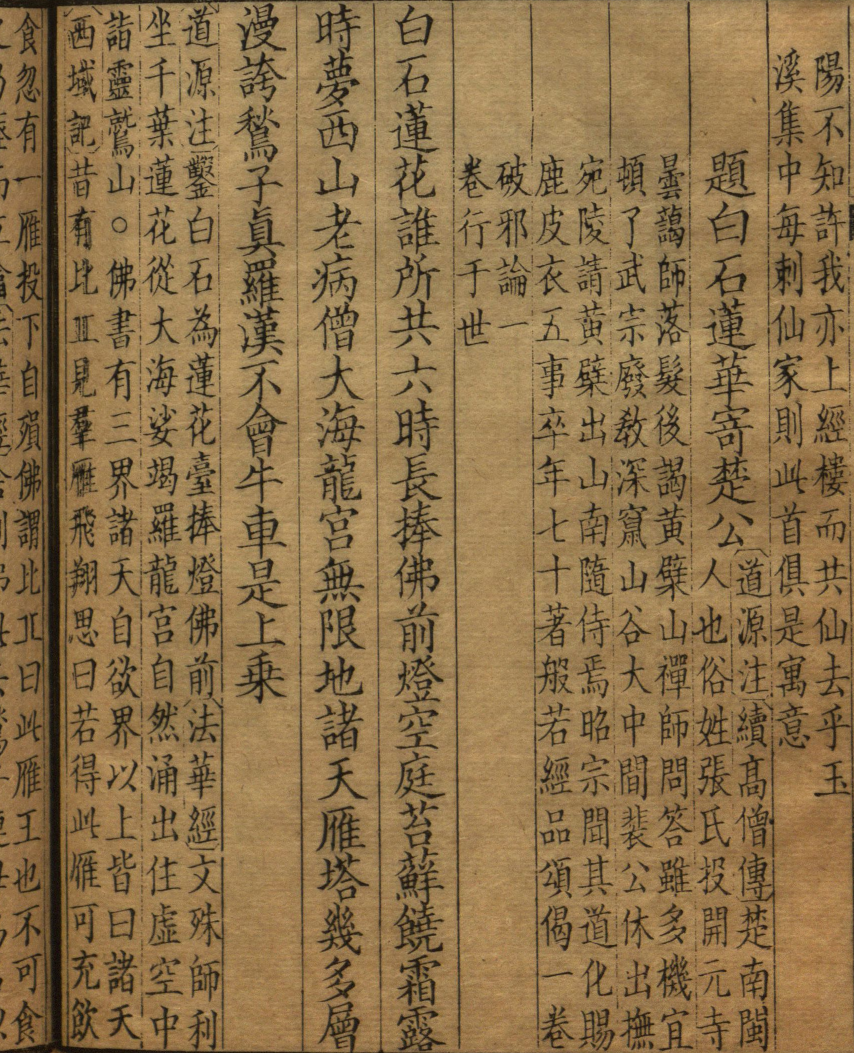 陽不知許我亦上經樓而共仙去乎玉
溪集中每刺仙家則此首俱是寓意
題白石蓮華寄楚公
道源注續高僧傳楚南閩
人也俗姓張氏投開元寺
曇藹師落髮後謁黃檗山禪師問答雖多機宜
頓了武宗廢教深竄山谷大中間裴公休出撫
宛陵請黃檗出山南隨侍焉昭宗聞其道化賜
鹿皮衣五事卒年七十著般若經品頌偈一卷
破邪論一
卷行于世
白石蓮花誰所共六時長捧佛前燈空庭苔蘚饒霜露
時夢西山老病僧大海龍宮無限地諸天雁塔幾多層
漫誇鶖子眞羅漢不會牛車是上乘
道源注鑿白石為蓮花臺捧燈佛前法華經文殊師利
坐千葉蓮花從大海娑竭羅龍宮自然涌出住虛空中
詣靈鷲山○佛書有三界諸天自欲界以上皆曰諸天
西域記昔有比丘見羣雁飛翔思曰若得此雁可充飲
食忽有一雁投下自殞佛謂比丘曰此雁王也不可食